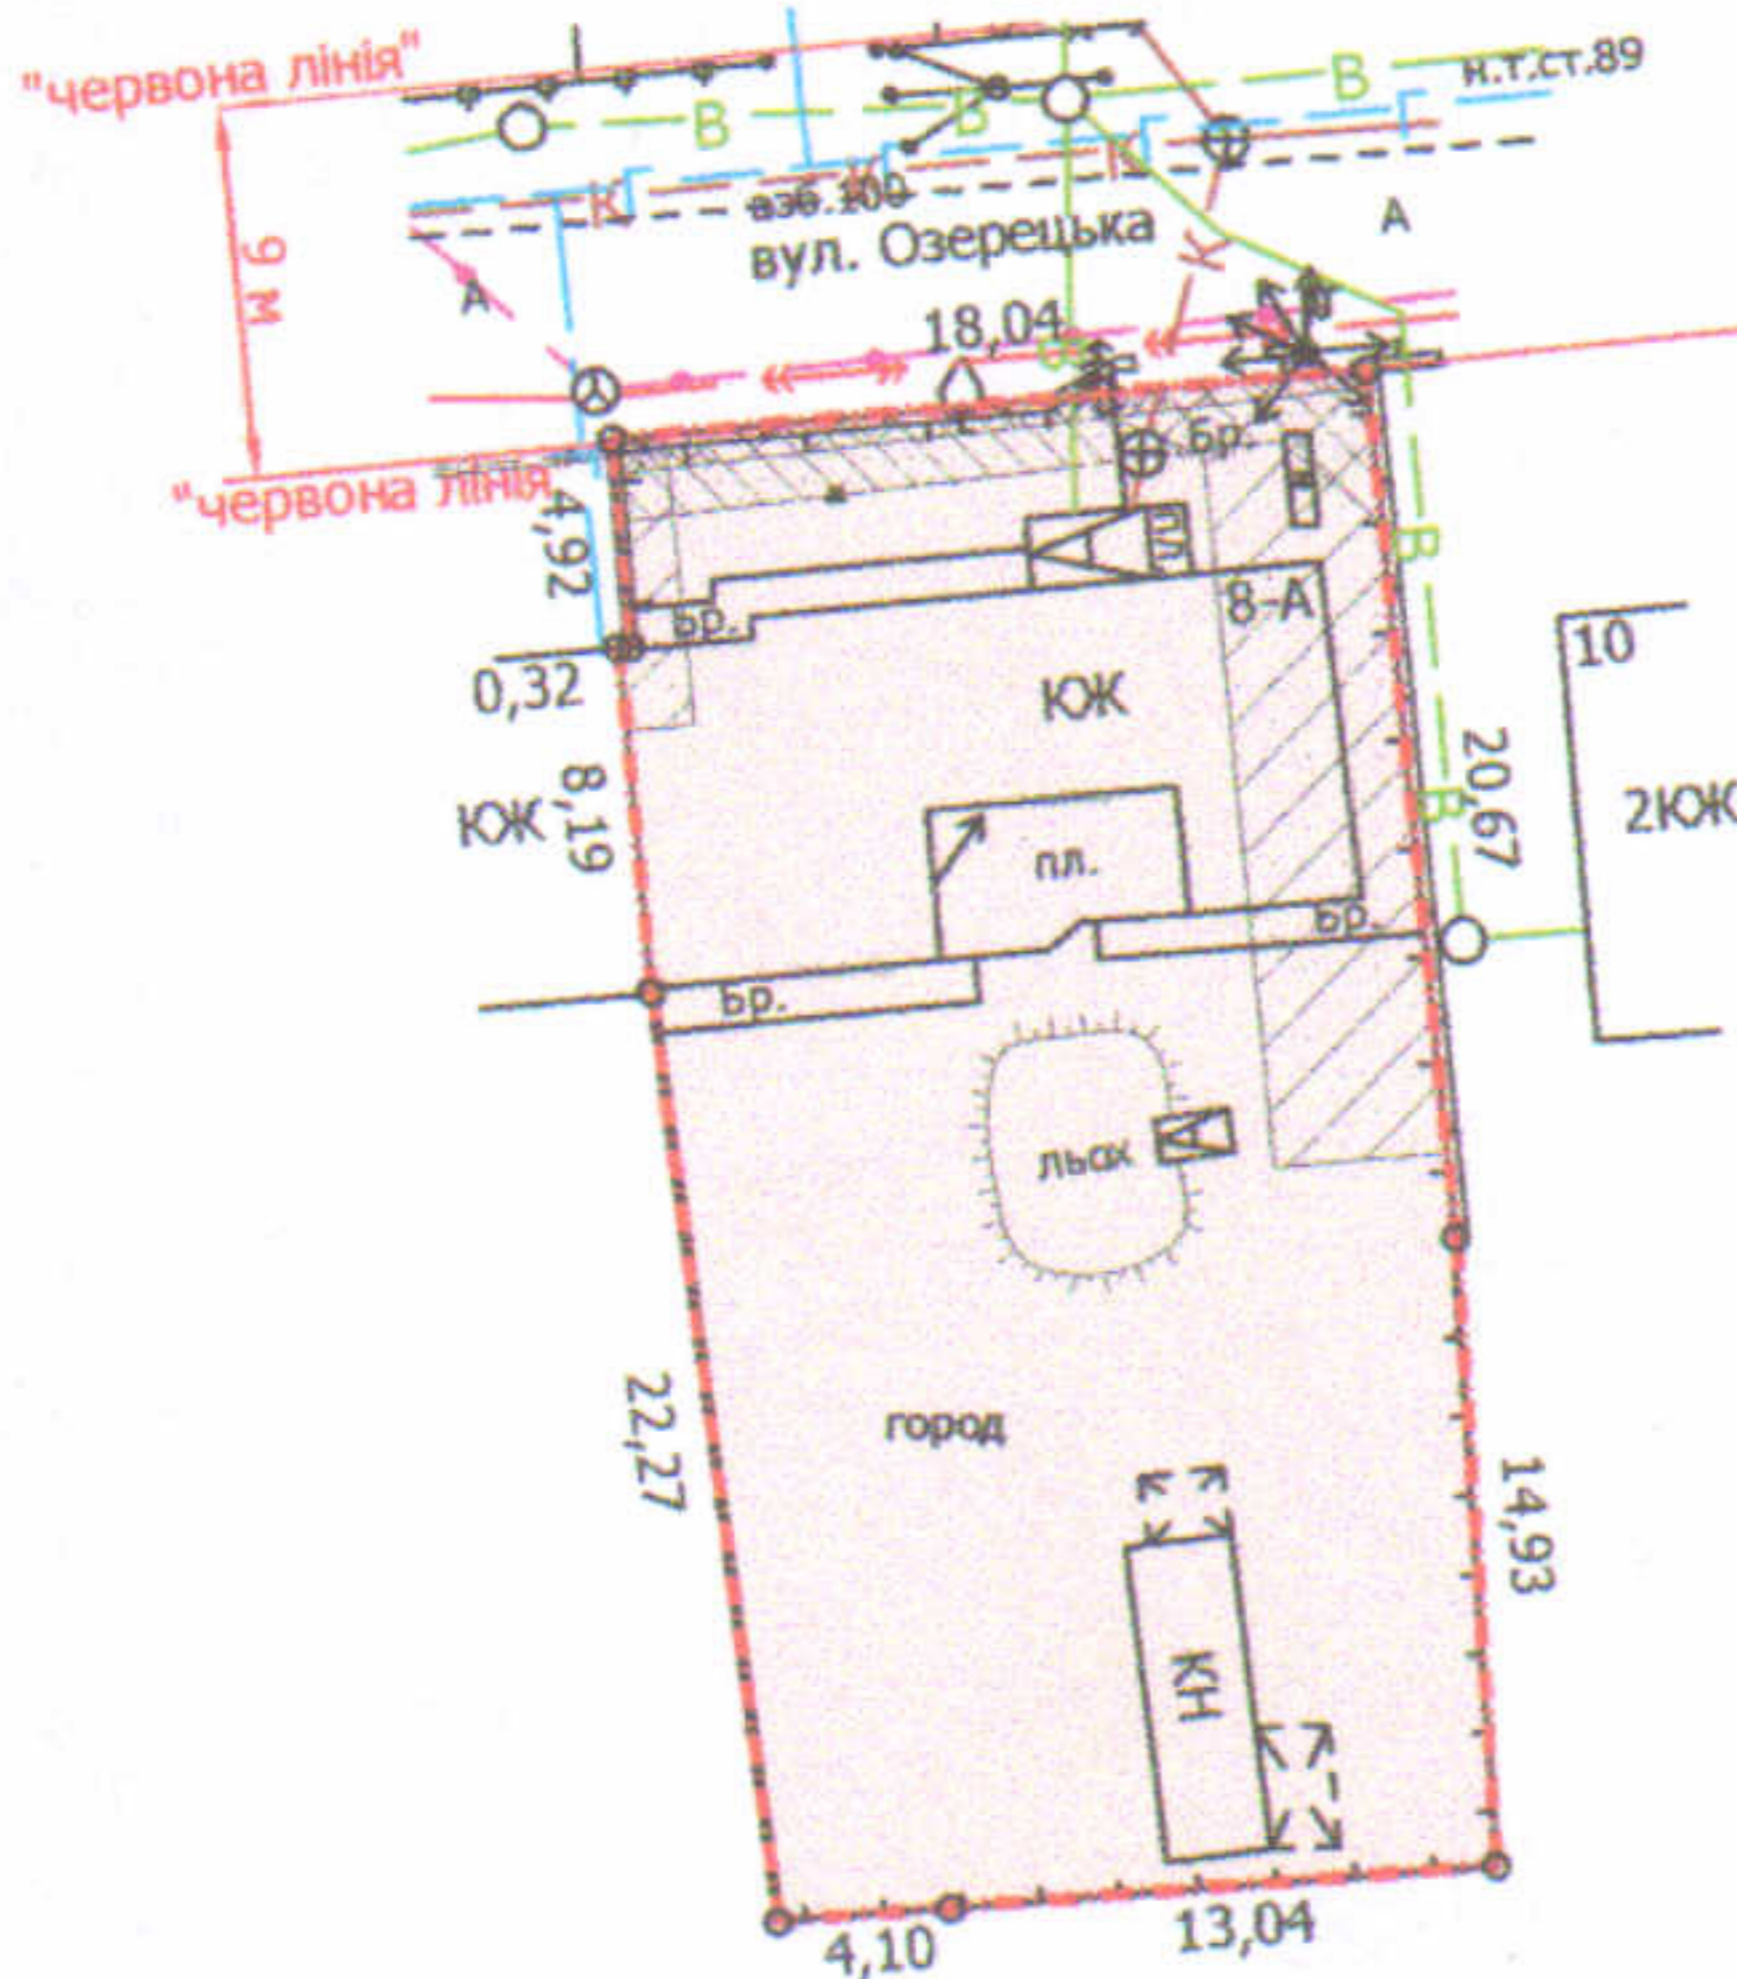 "червона лінія"
В
В
В
н.т.ст.89
К
К
К
Г
Г
Г
Г
взб.100
А
9 м
А
вул. Озерецька
К
18,04
В
Бр.
"червона лінія
4,92
пл
В
Бр.
8-А
10
0,32
КЖ
20,67
8,19
КЖ
В
2КЖ
пл.
Бр.
Бр.
льох
22,27
город
14,93
КН
4,10
13,04